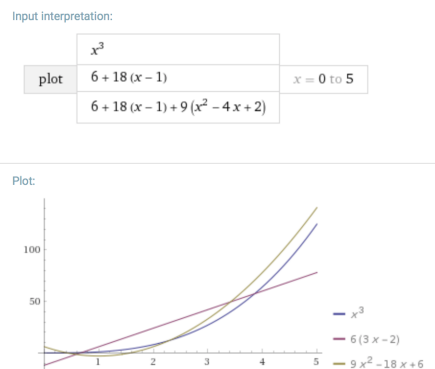 Input interpretation:
x³
plot 6 + 18 (x − 1) x = 0 to 5
6 + 18 (x − 1) + 9 (x² − 4 x + 2)
Plot:
100
50
1 2 3 4 5
x³
6 (3 x − 2)
9 x² − 18 x + 6